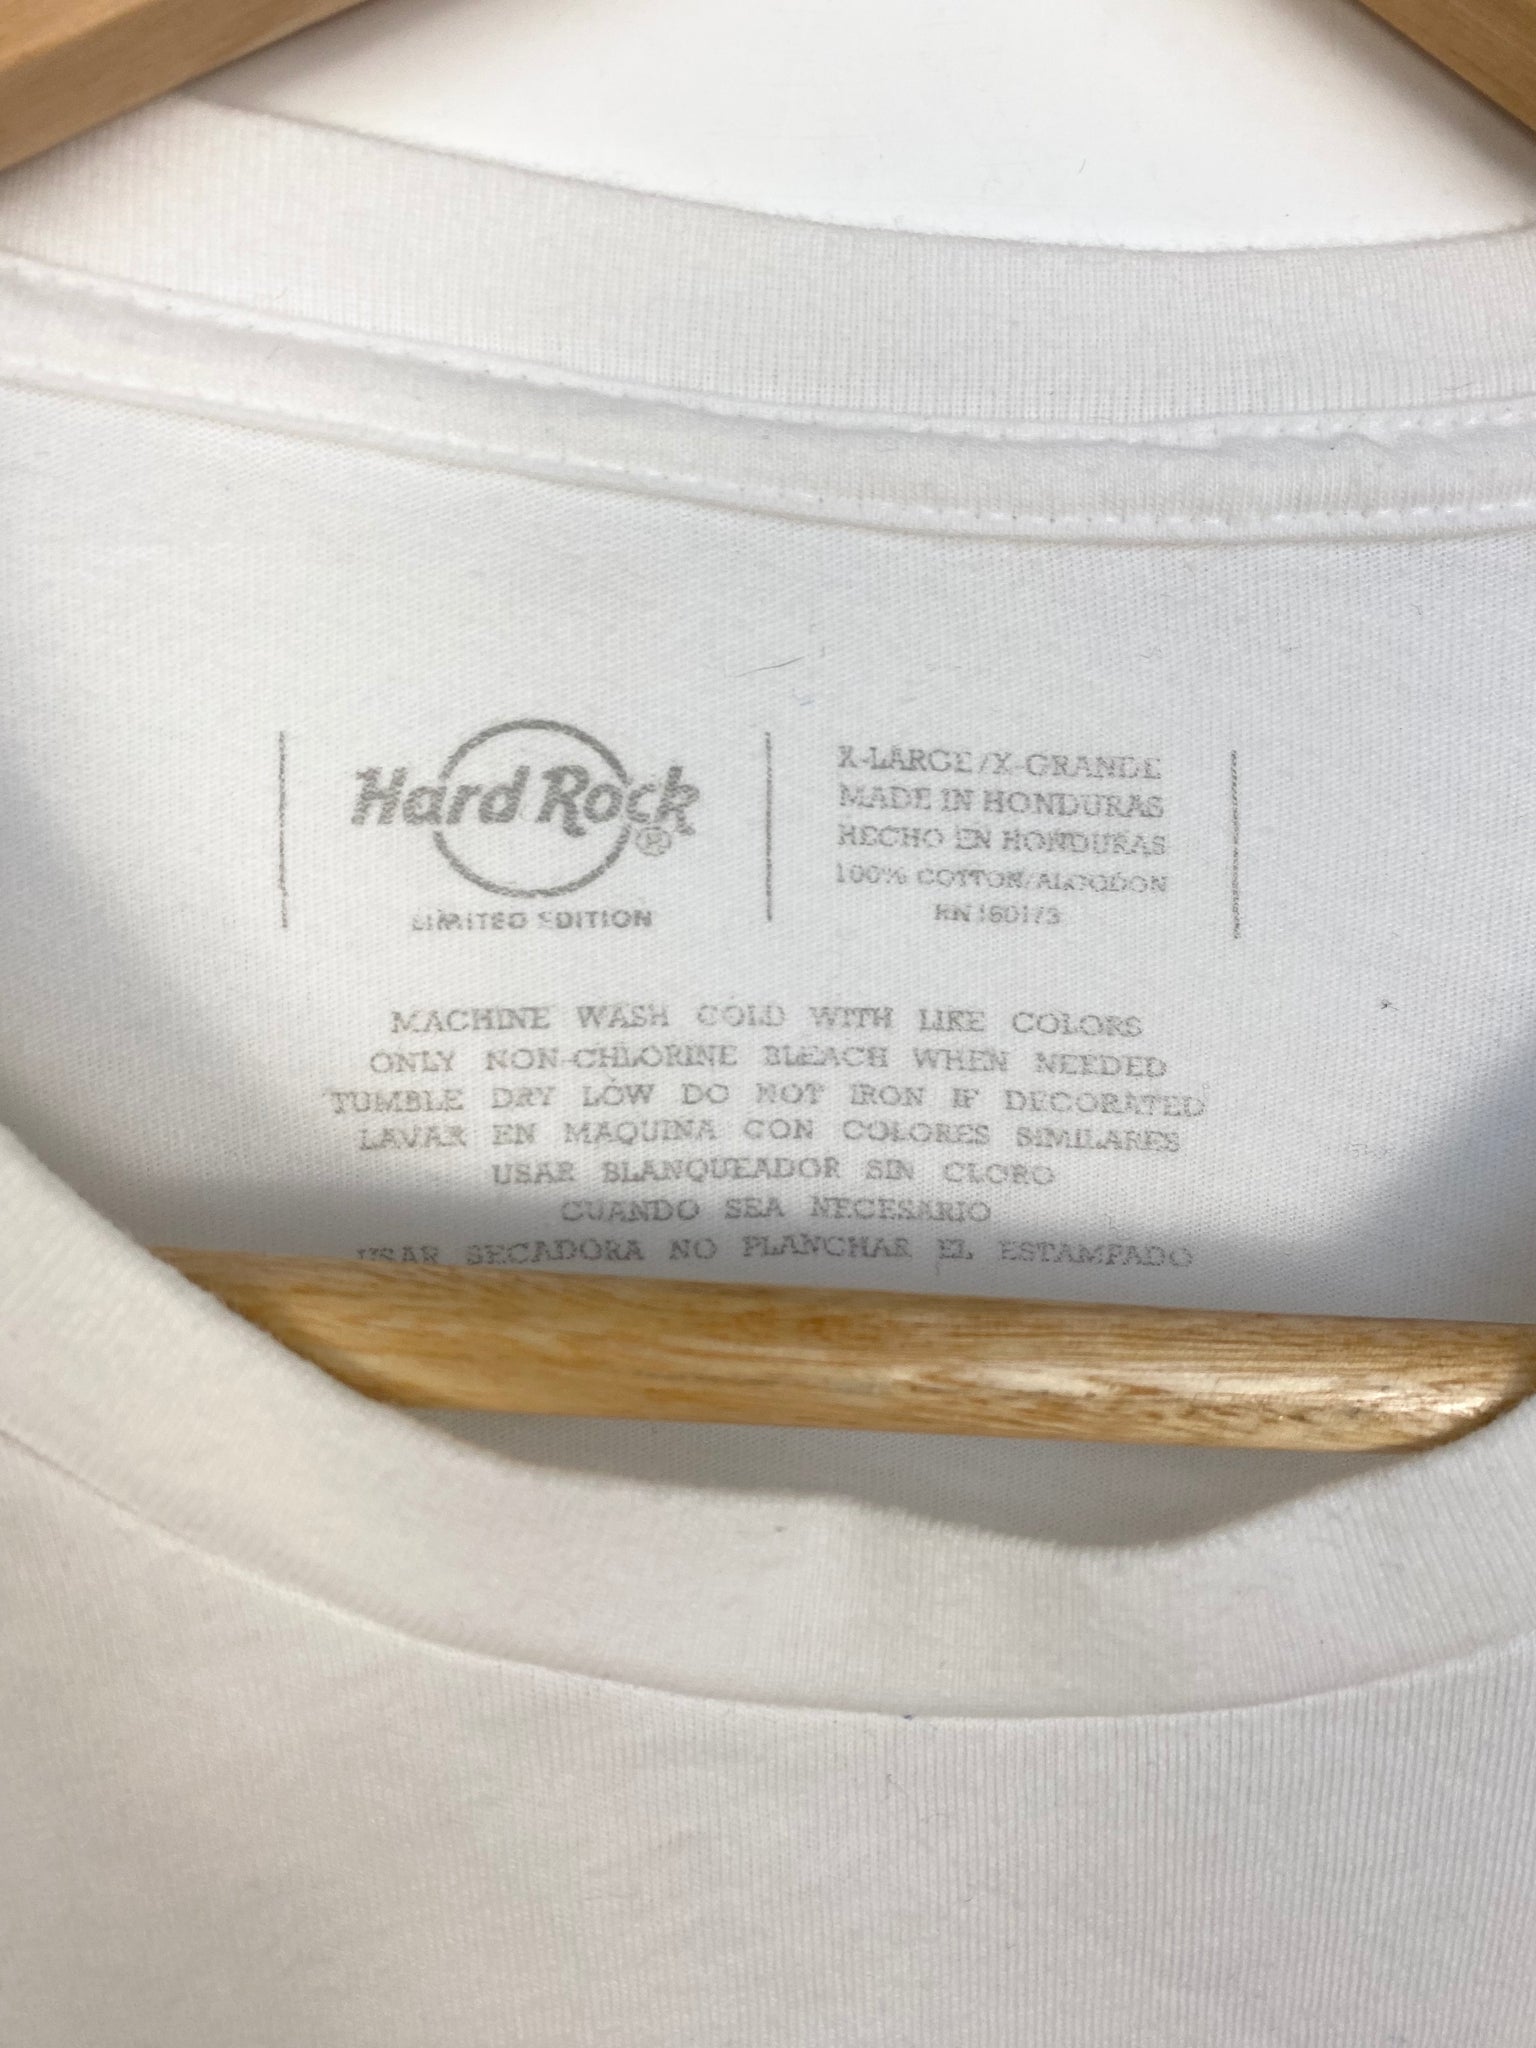 Hard Rock
®
LIMITED EDITION
X-LARGE/X-GRANDE
MADE IN HONDURAS
HECHO EN HONDURAS
100% COTTON/ALGODON
RN 160173
MACHINE WASH COLD WITH LIKE COLORS
ONLY NON-CHLORINE BLEACH WHEN NEEDED
TUMBLE DRY LOW DO NOT IRON IF DECORATED
LAVAR EN MAQUINA CON COLORES SIMILARES
USAR BLANQUEADOR SIN CLORO
CUANDO SEA NECESARIO
USAR SECADORA NO PLANCHAR EL ESTAMPADO